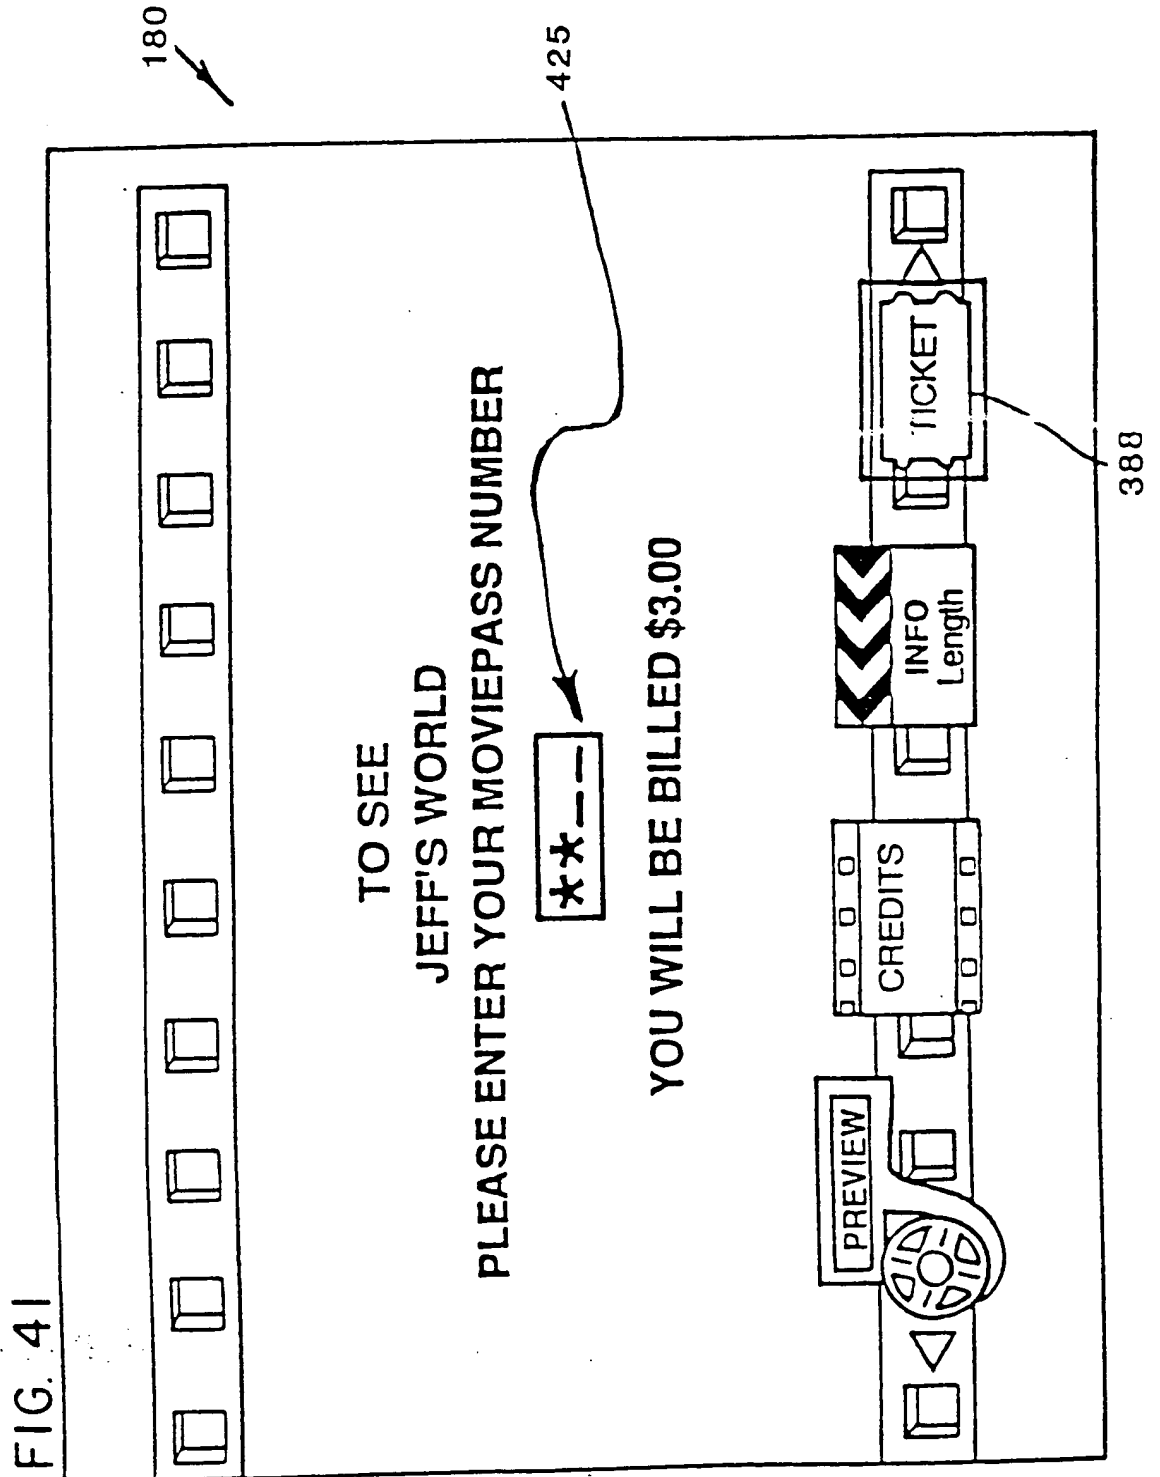 FIG. 41
180
TO SEE
JEFF'S WORLD
PLEASE ENTER YOUR MOVIEPASS NUMBER
**__
425
YOU WILL BE BILLED $3.00
PREVIEW
CREDITS
INFO
Length
TICKET
388